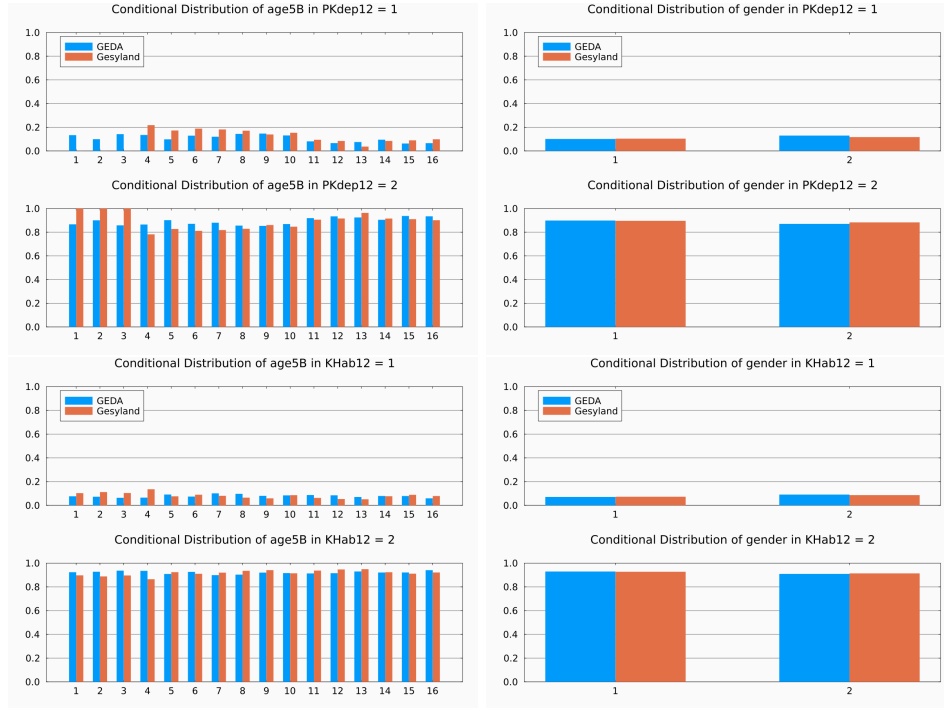 Conditional Distribution of age5B in PKdep12 = 1
1.0
0.8
0.6
0.4
0.2
0.0
GEDA
Gesyland
1 2 3 4 5 6 7 8 9 10 11 12 13 14 15 16
Conditional Distribution of gender in PKdep12 = 1
1.0
0.8
0.6
0.4
0.2
0.0
GEDA
Gesyland
1 2
Conditional Distribution of age5B in PKdep12 = 2
1.0
0.8
0.6
0.4
0.2
0.0
1 2 3 4 5 6 7 8 9 10 11 12 13 14 15 16
Conditional Distribution of gender in PKdep12 = 2
1.0
0.8
0.6
0.4
0.2
0.0
1 2
Conditional Distribution of age5B in KHab12 = 1
1.0
0.8
0.6
0.4
0.2
0.0
GEDA
Gesyland
1 2 3 4 5 6 7 8 9 10 11 12 13 14 15 16
Conditional Distribution of gender in KHab12 = 1
1.0
0.8
0.6
0.4
0.2
0.0
GEDA
Gesyland
1 2
Conditional Distribution of age5B in KHab12 = 2
1.0
0.8
0.6
0.4
0.2
0.0
1 2 3 4 5 6 7 8 9 10 11 12 13 14 15 16
Conditional Distribution of gender in KHab12 = 2
1.0
0.8
0.6
0.4
0.2
0.0
1 2